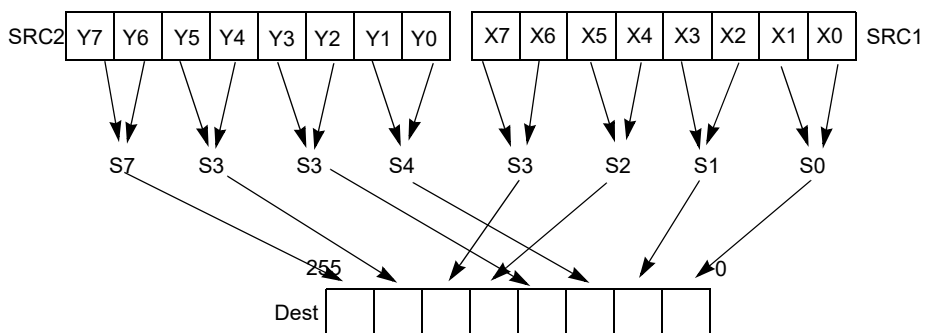 SRC2 Y7 Y6 Y5 Y4 Y3 Y2 Y1 Y0 X7 X6 X5 X4 X3 X2 X1 X0 SRC1
S7 S3 S3 S4 S3 S2 S1 S0
255 0
Dest